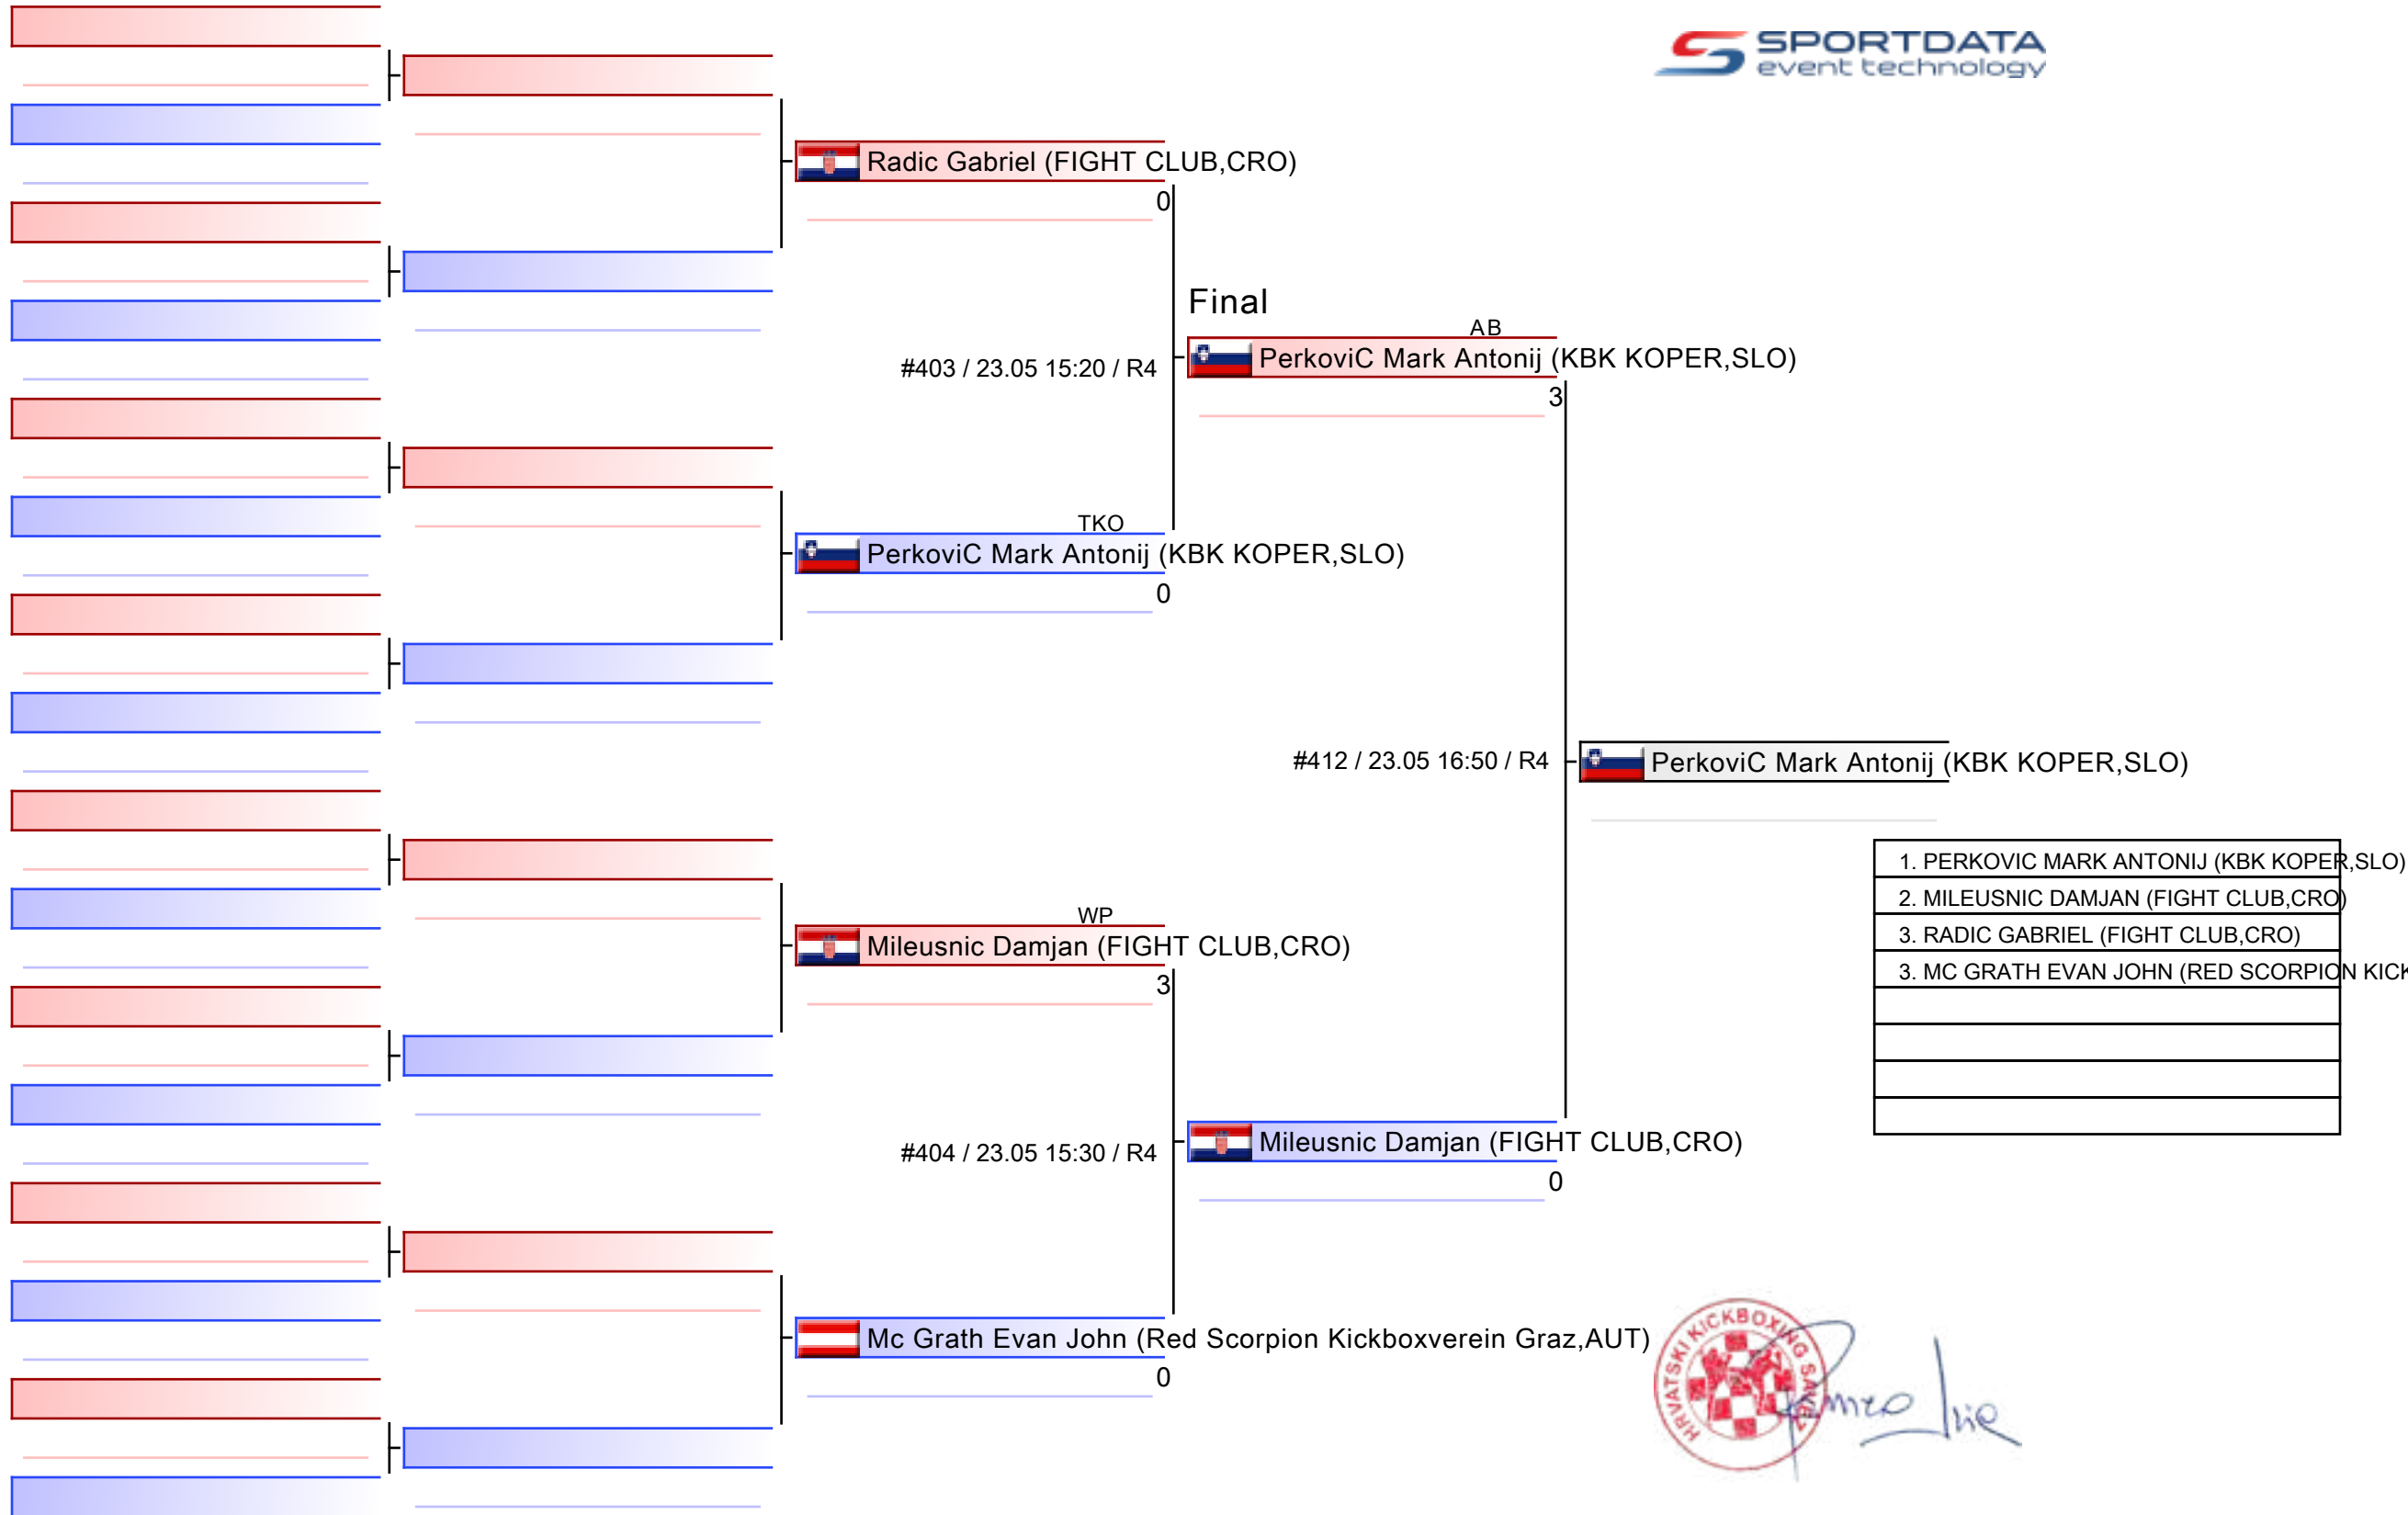 SPORTDATA
event technology
Radic Gabriel (FIGHT CLUB,CRO)
0
Final
AB
#403 / 23.05 15:20 / R4
PerkoviC Mark Antonij (KBK KOPER,SLO)
3
TKO
PerkoviC Mark Antonij (KBK KOPER,SLO)
0
#412 / 23.05 16:50 / R4
PerkoviC Mark Antonij (KBK KOPER,SLO)
1. PERKOVIC MARK ANTONIJ (KBK KOPER,SLO)
2. MILEUSNIC DAMJAN (FIGHT CLUB,CRO)
3. RADIC GABRIEL (FIGHT CLUB,CRO)
3. MC GRATH EVAN JOHN (RED SCORPION KICK
WP
Mileusnic Damjan (FIGHT CLUB,CRO)
3
#404 / 23.05 15:30 / R4
Mileusnic Damjan (FIGHT CLUB,CRO)
0
Mc Grath Evan John (Red Scorpion Kickboxverein Graz,AUT)
0
HRVATSKI KICKBOXING SAVEZ